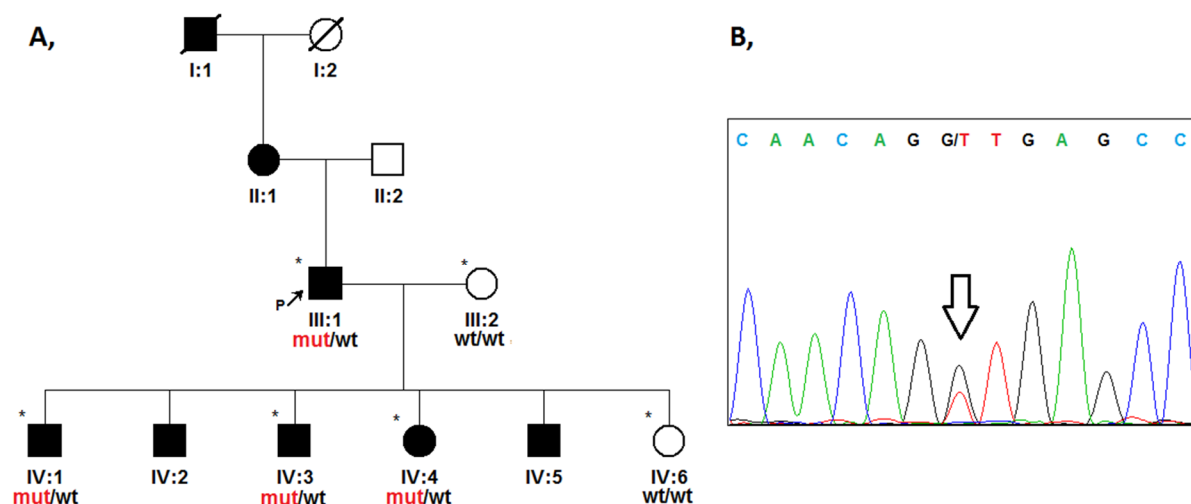 A,
B,
I:1 I:2
II:1 II:2
* *
P
III:1 III:2
mut/wt wt/wt
* * * *
IV:1 IV:2 IV:3 IV:4 IV:5 IV:6
mut/wt mut/wt mut/wt wt/wt
C A A C A G G/T T G A G C C